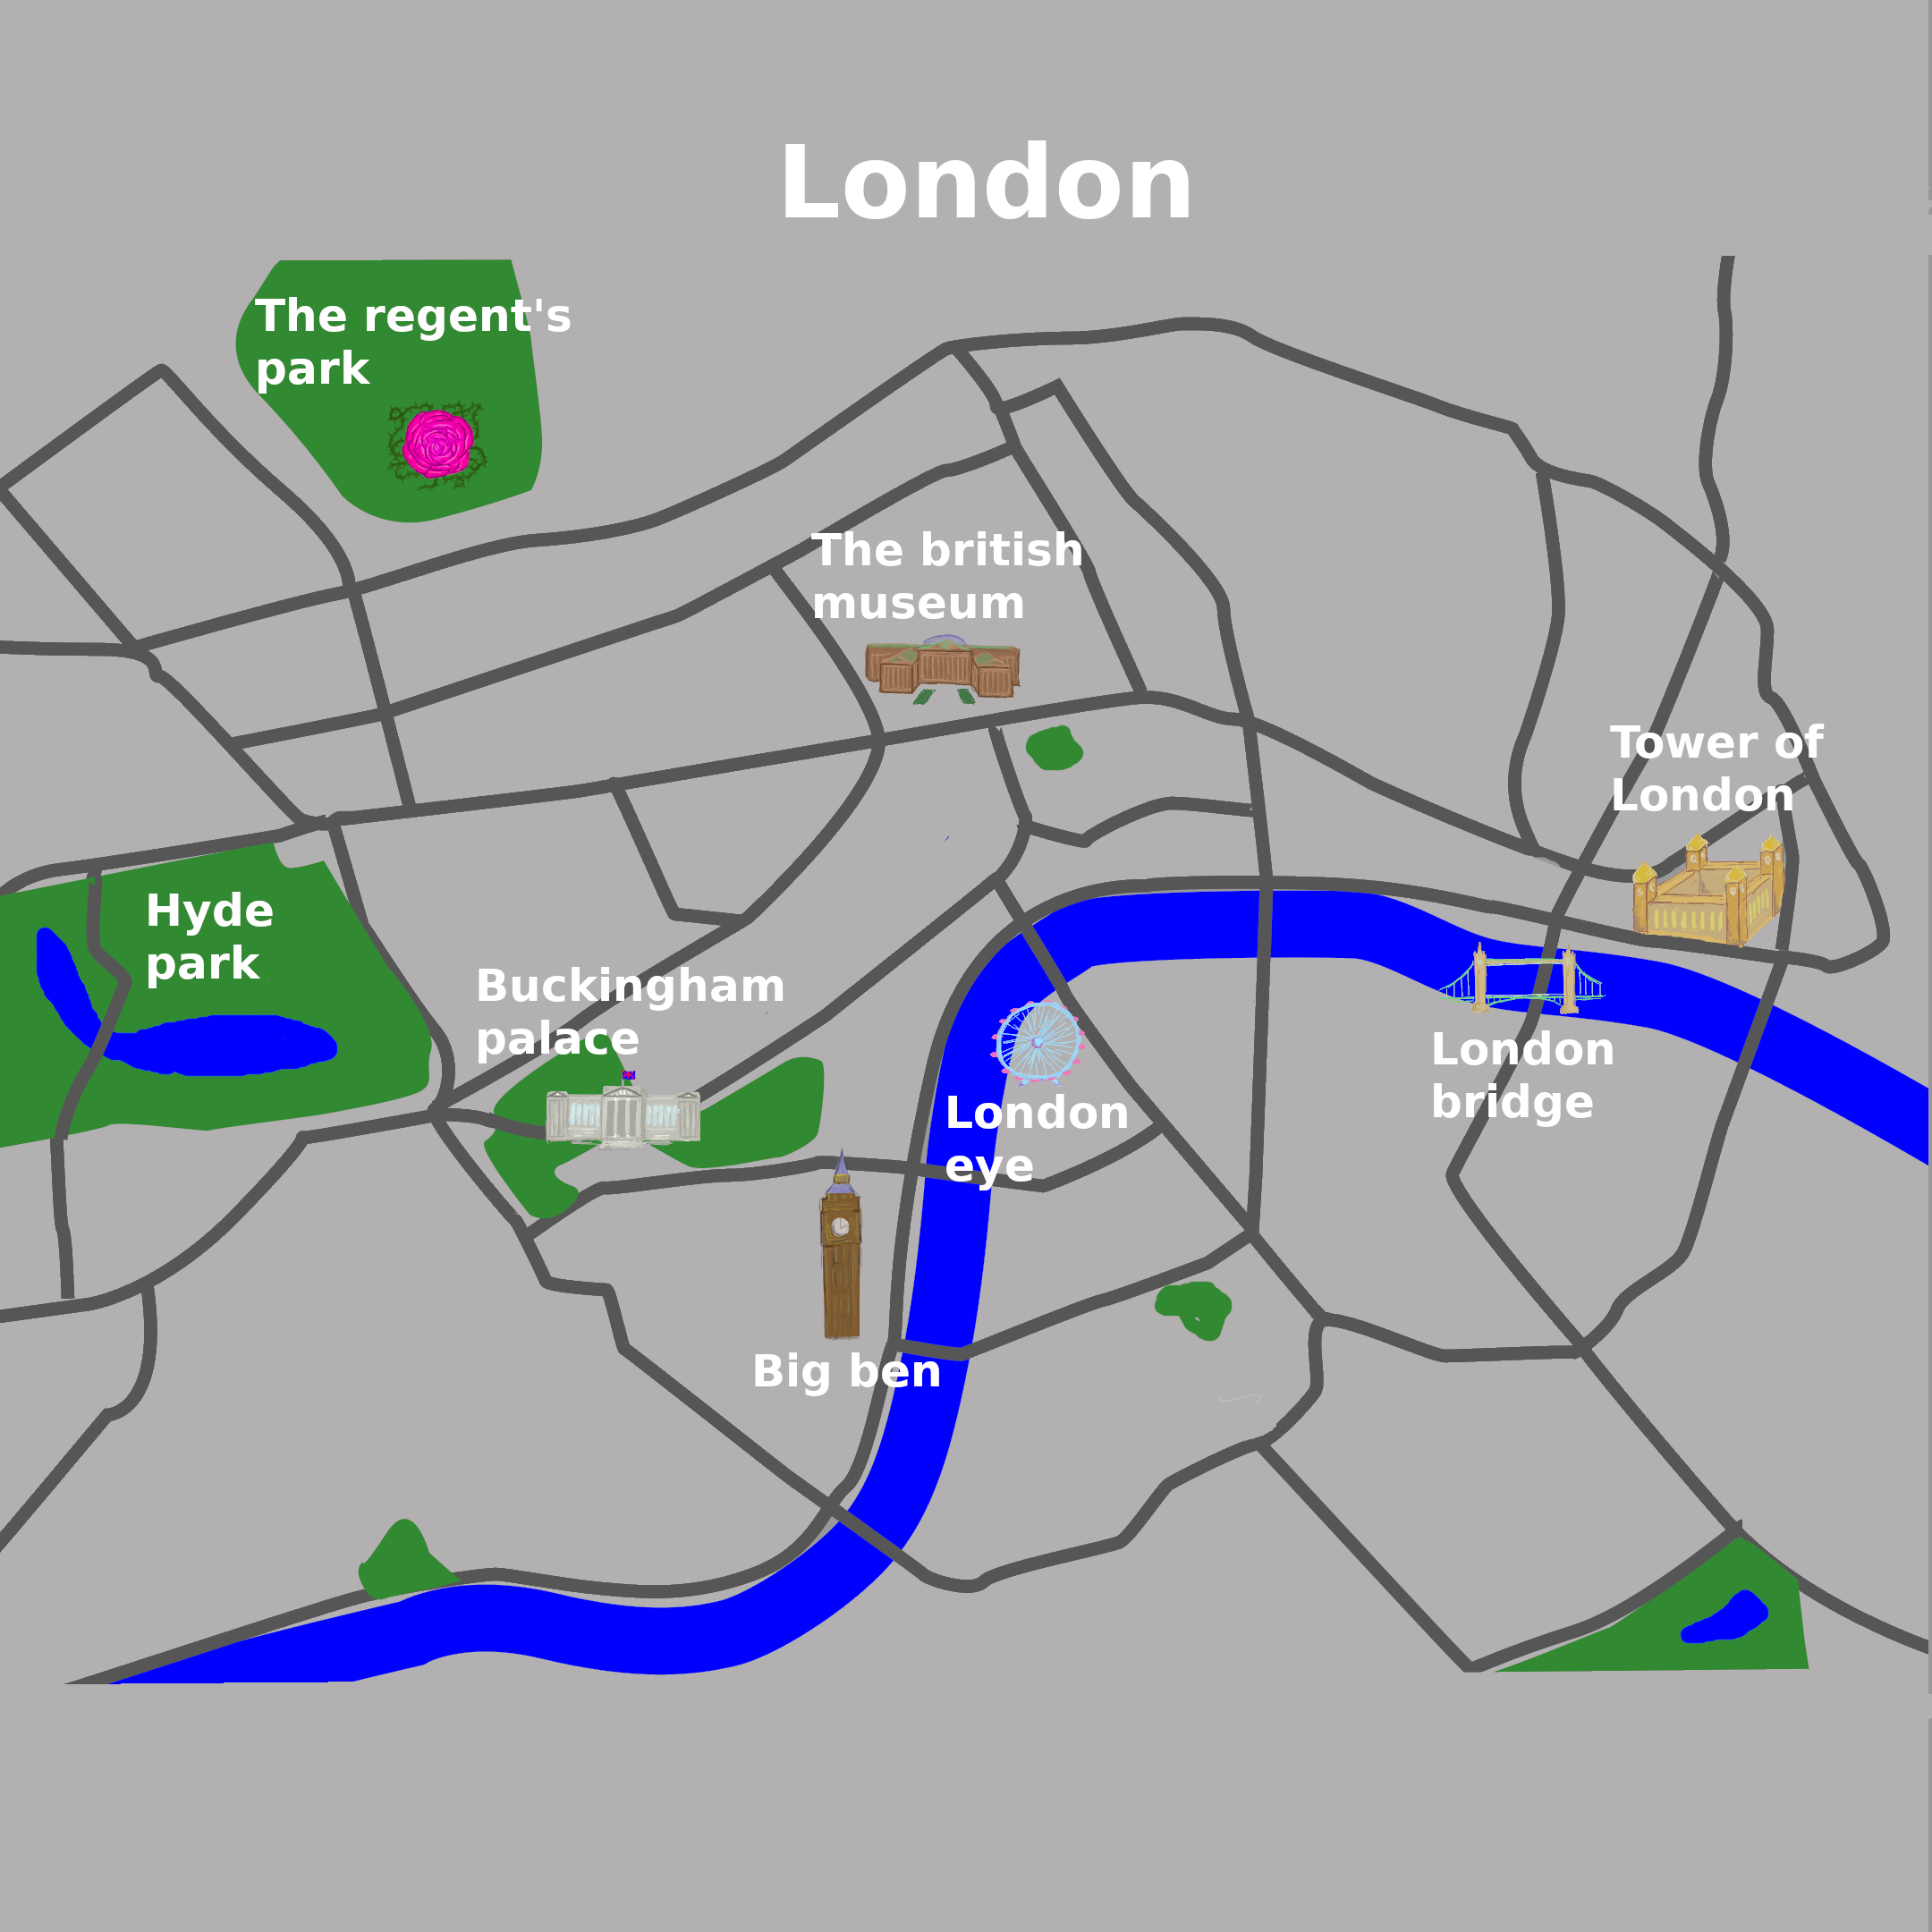 London
The regent's
park
The british
museum
Tower of
London
Hyde
park
Buckingham
palace
London
bridge
London
eye
Big ben